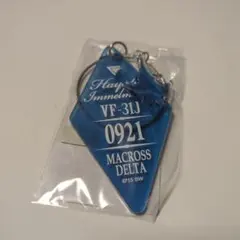 Hayate
Immelmann
VF-31J
0921
MACROSS
DELTA